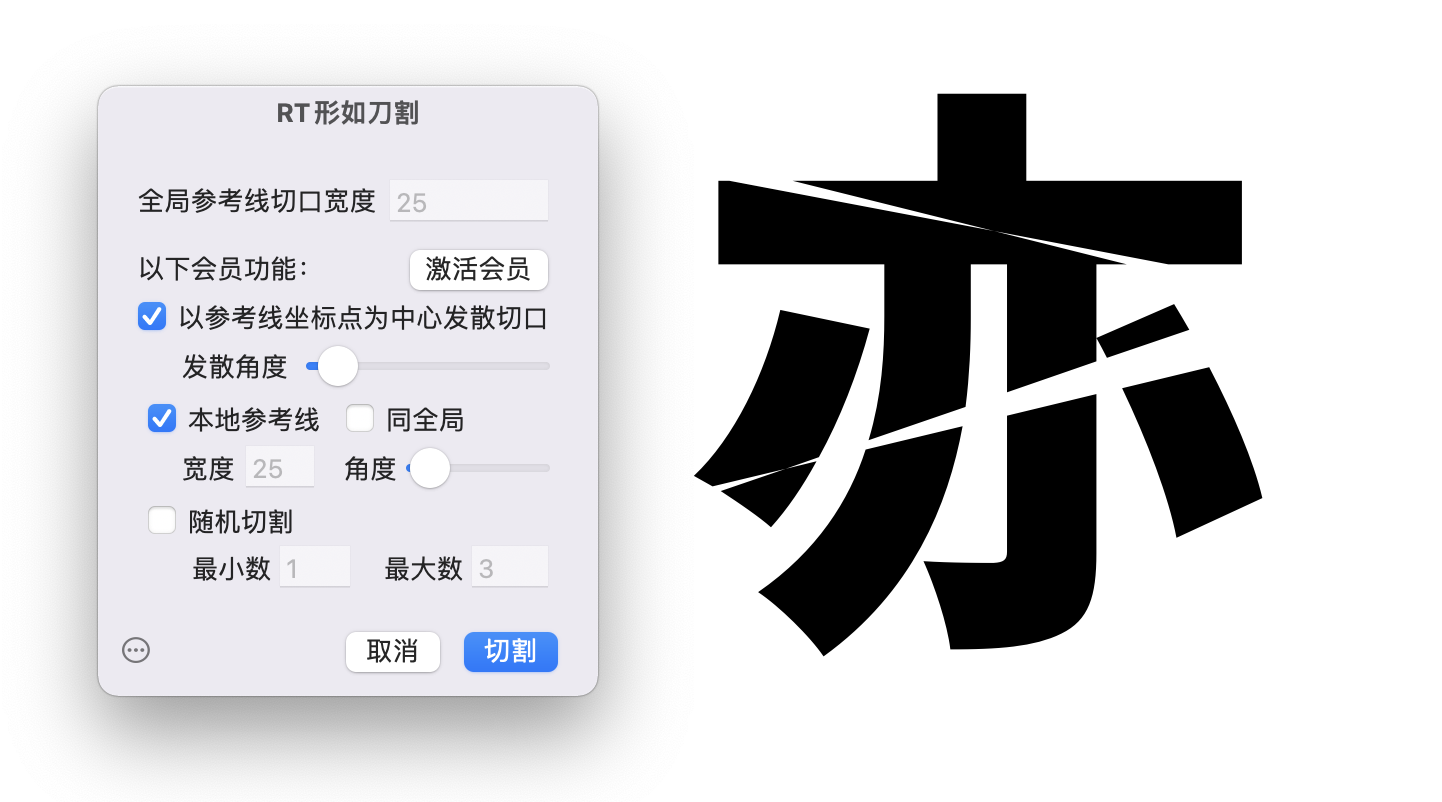 RT 形如刀割
全局参考线切口宽度 25
以下会员功能： 激活会员
以参考线坐标点为中心发散切口
发散角度
本地参考线 同全局
宽度 25 角度
随机切割
最小数 1 最大数 3
取消 切割
亦